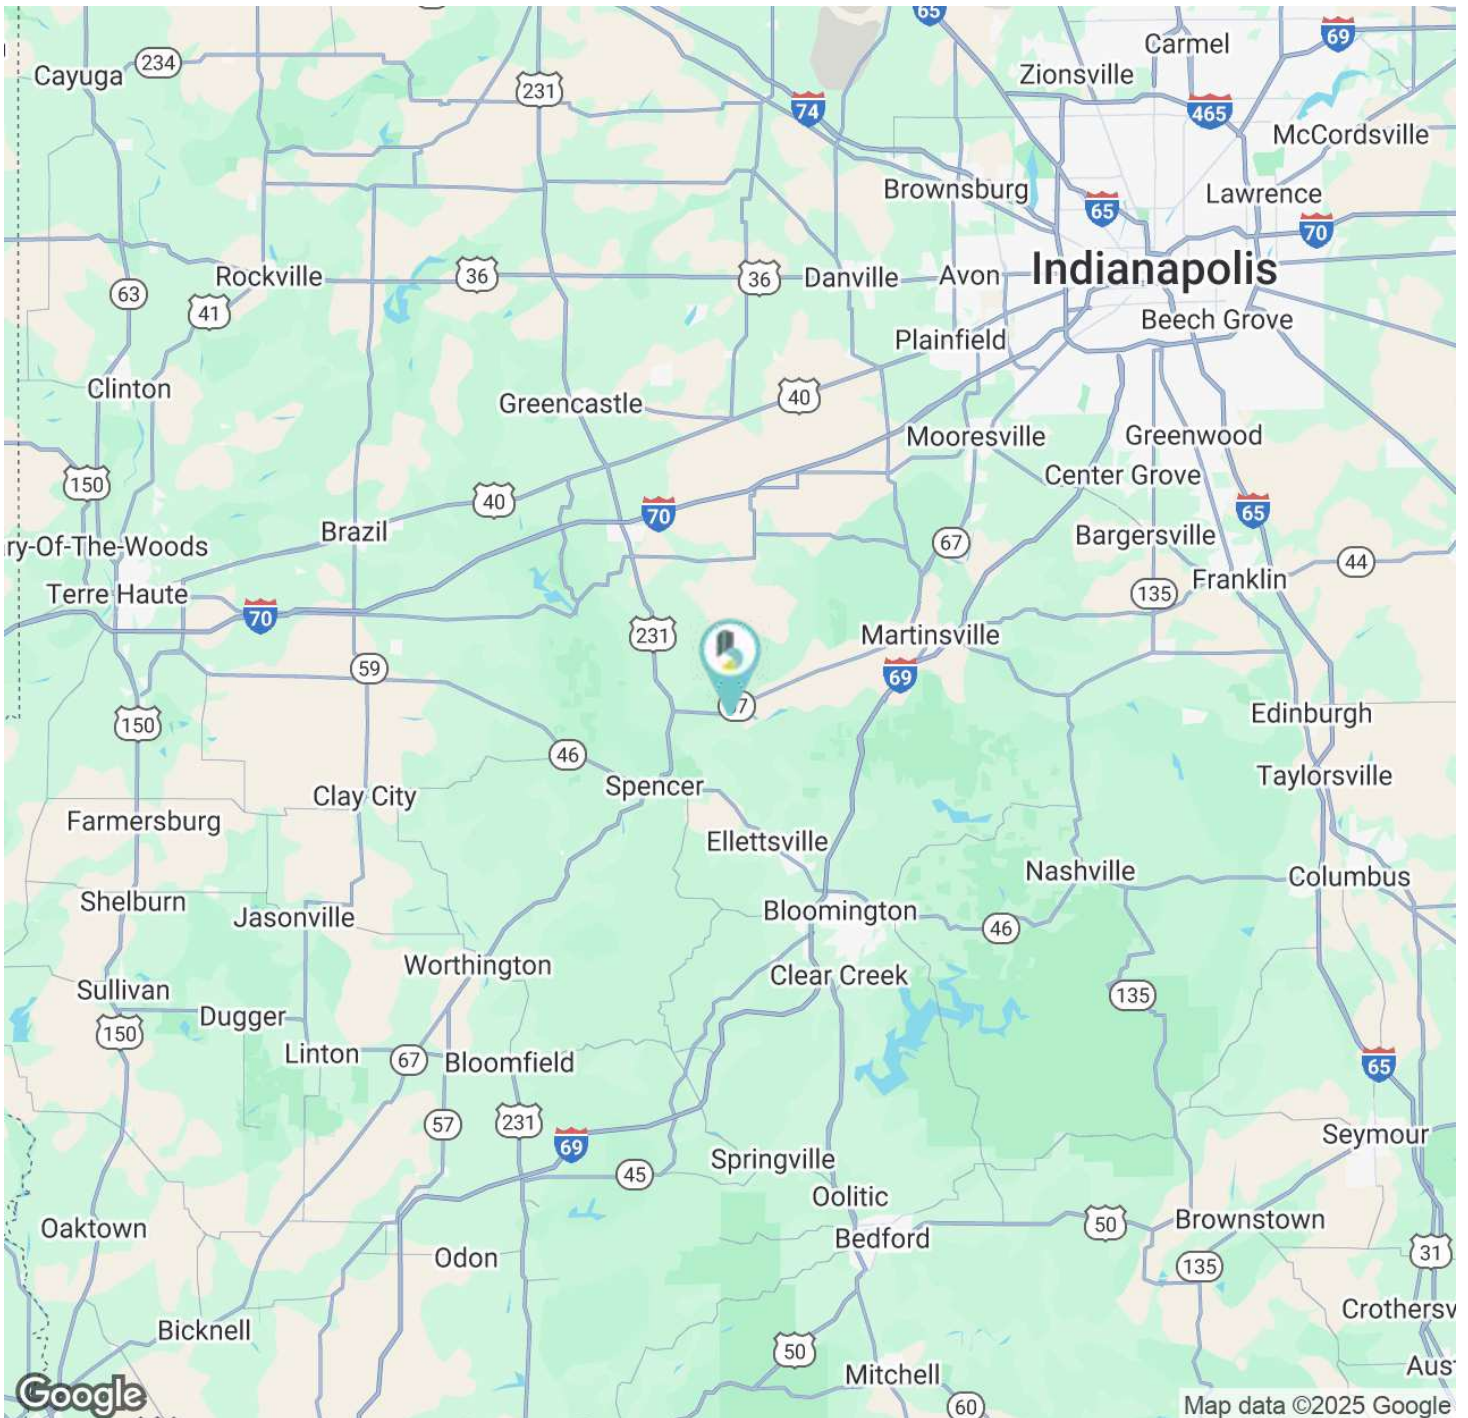 65
Carmel
69
Cayuga
234
Zionsville
231
74
465
McCordsville
Brownsburg
Lawrence
65
70
Rockville
36
36
Danville
Avon
Indianapolis
63
41
Beech Grove
Plainfield
Clinton
Greencastle
40
Mooresville
Greenwood
Center Grove
150
40
70
65
Brazil
67
Bargersville
ry-Of-The-Woods
44
Terre Haute
135
Franklin
70
231
Martinsville
59
69
7
150
Edinburgh
46
Spencer
Taylorsville
Clay City
Farmersburg
Ellettsville
Nashville
Columbus
Shelburn
Jasonville
Bloomington
46
Worthington
Clear Creek
Sullivan
135
Dugger
150
Linton
67
Bloomfield
65
57
231
69
Seymour
Springville
45
Oolitic
Oaktown
50
Brownstown
Bedford
31
Odon
135
Crothersv
Bicknell
50
Mitchell
Aus
Google
60
Map data ©2025 Google